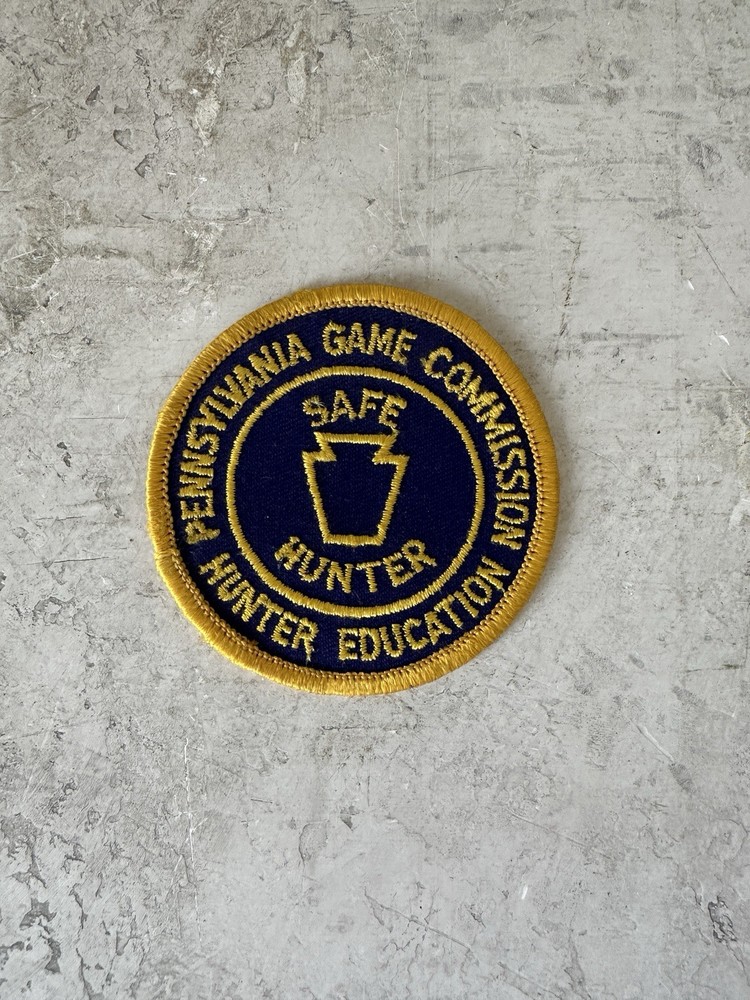 PENNSYLVANIA GAME COMMISSION
SAFE
HUNTER
HUNTER EDUCATION